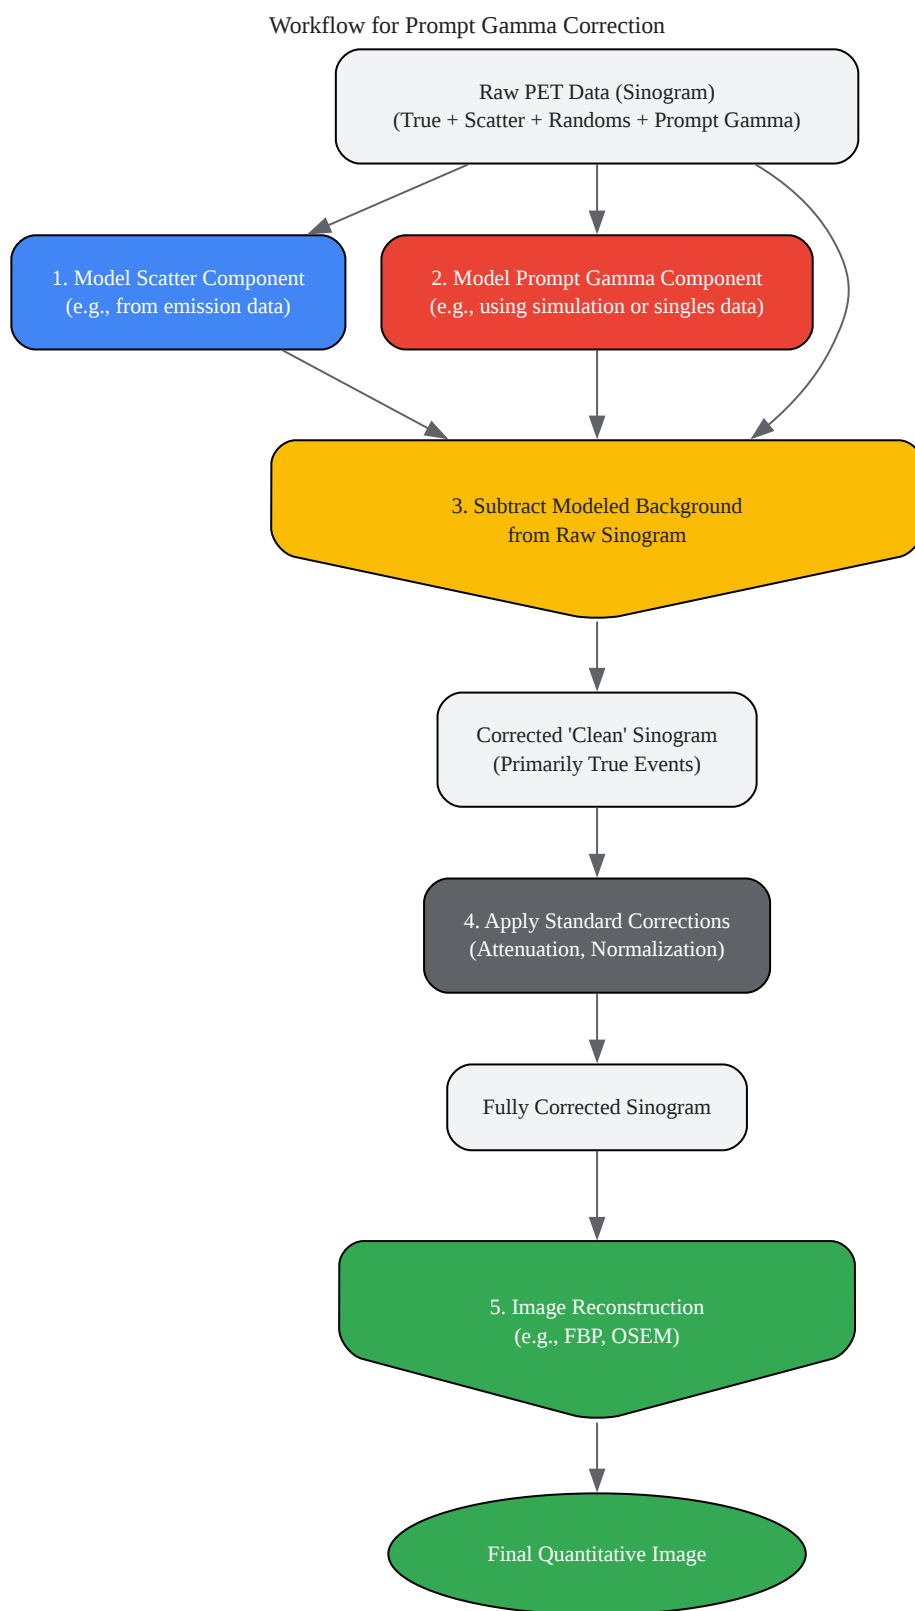 Workflow for Prompt Gamma Correction
Raw PET Data (Sinogram)
(True + Scatter + Randoms + Prompt Gamma)
1. Model Scatter Component
(e.g., from emission data)
2. Model Prompt Gamma Component
(e.g., using simulation or singles data)
3. Subtract Modeled Background
from Raw Sinogram
Corrected 'Clean' Sinogram
(Primarily True Events)
4. Apply Standard Corrections
(Attenuation, Normalization)
Fully Corrected Sinogram
5. Image Reconstruction
(e.g., FBP, OSEM)
Final Quantitative Image